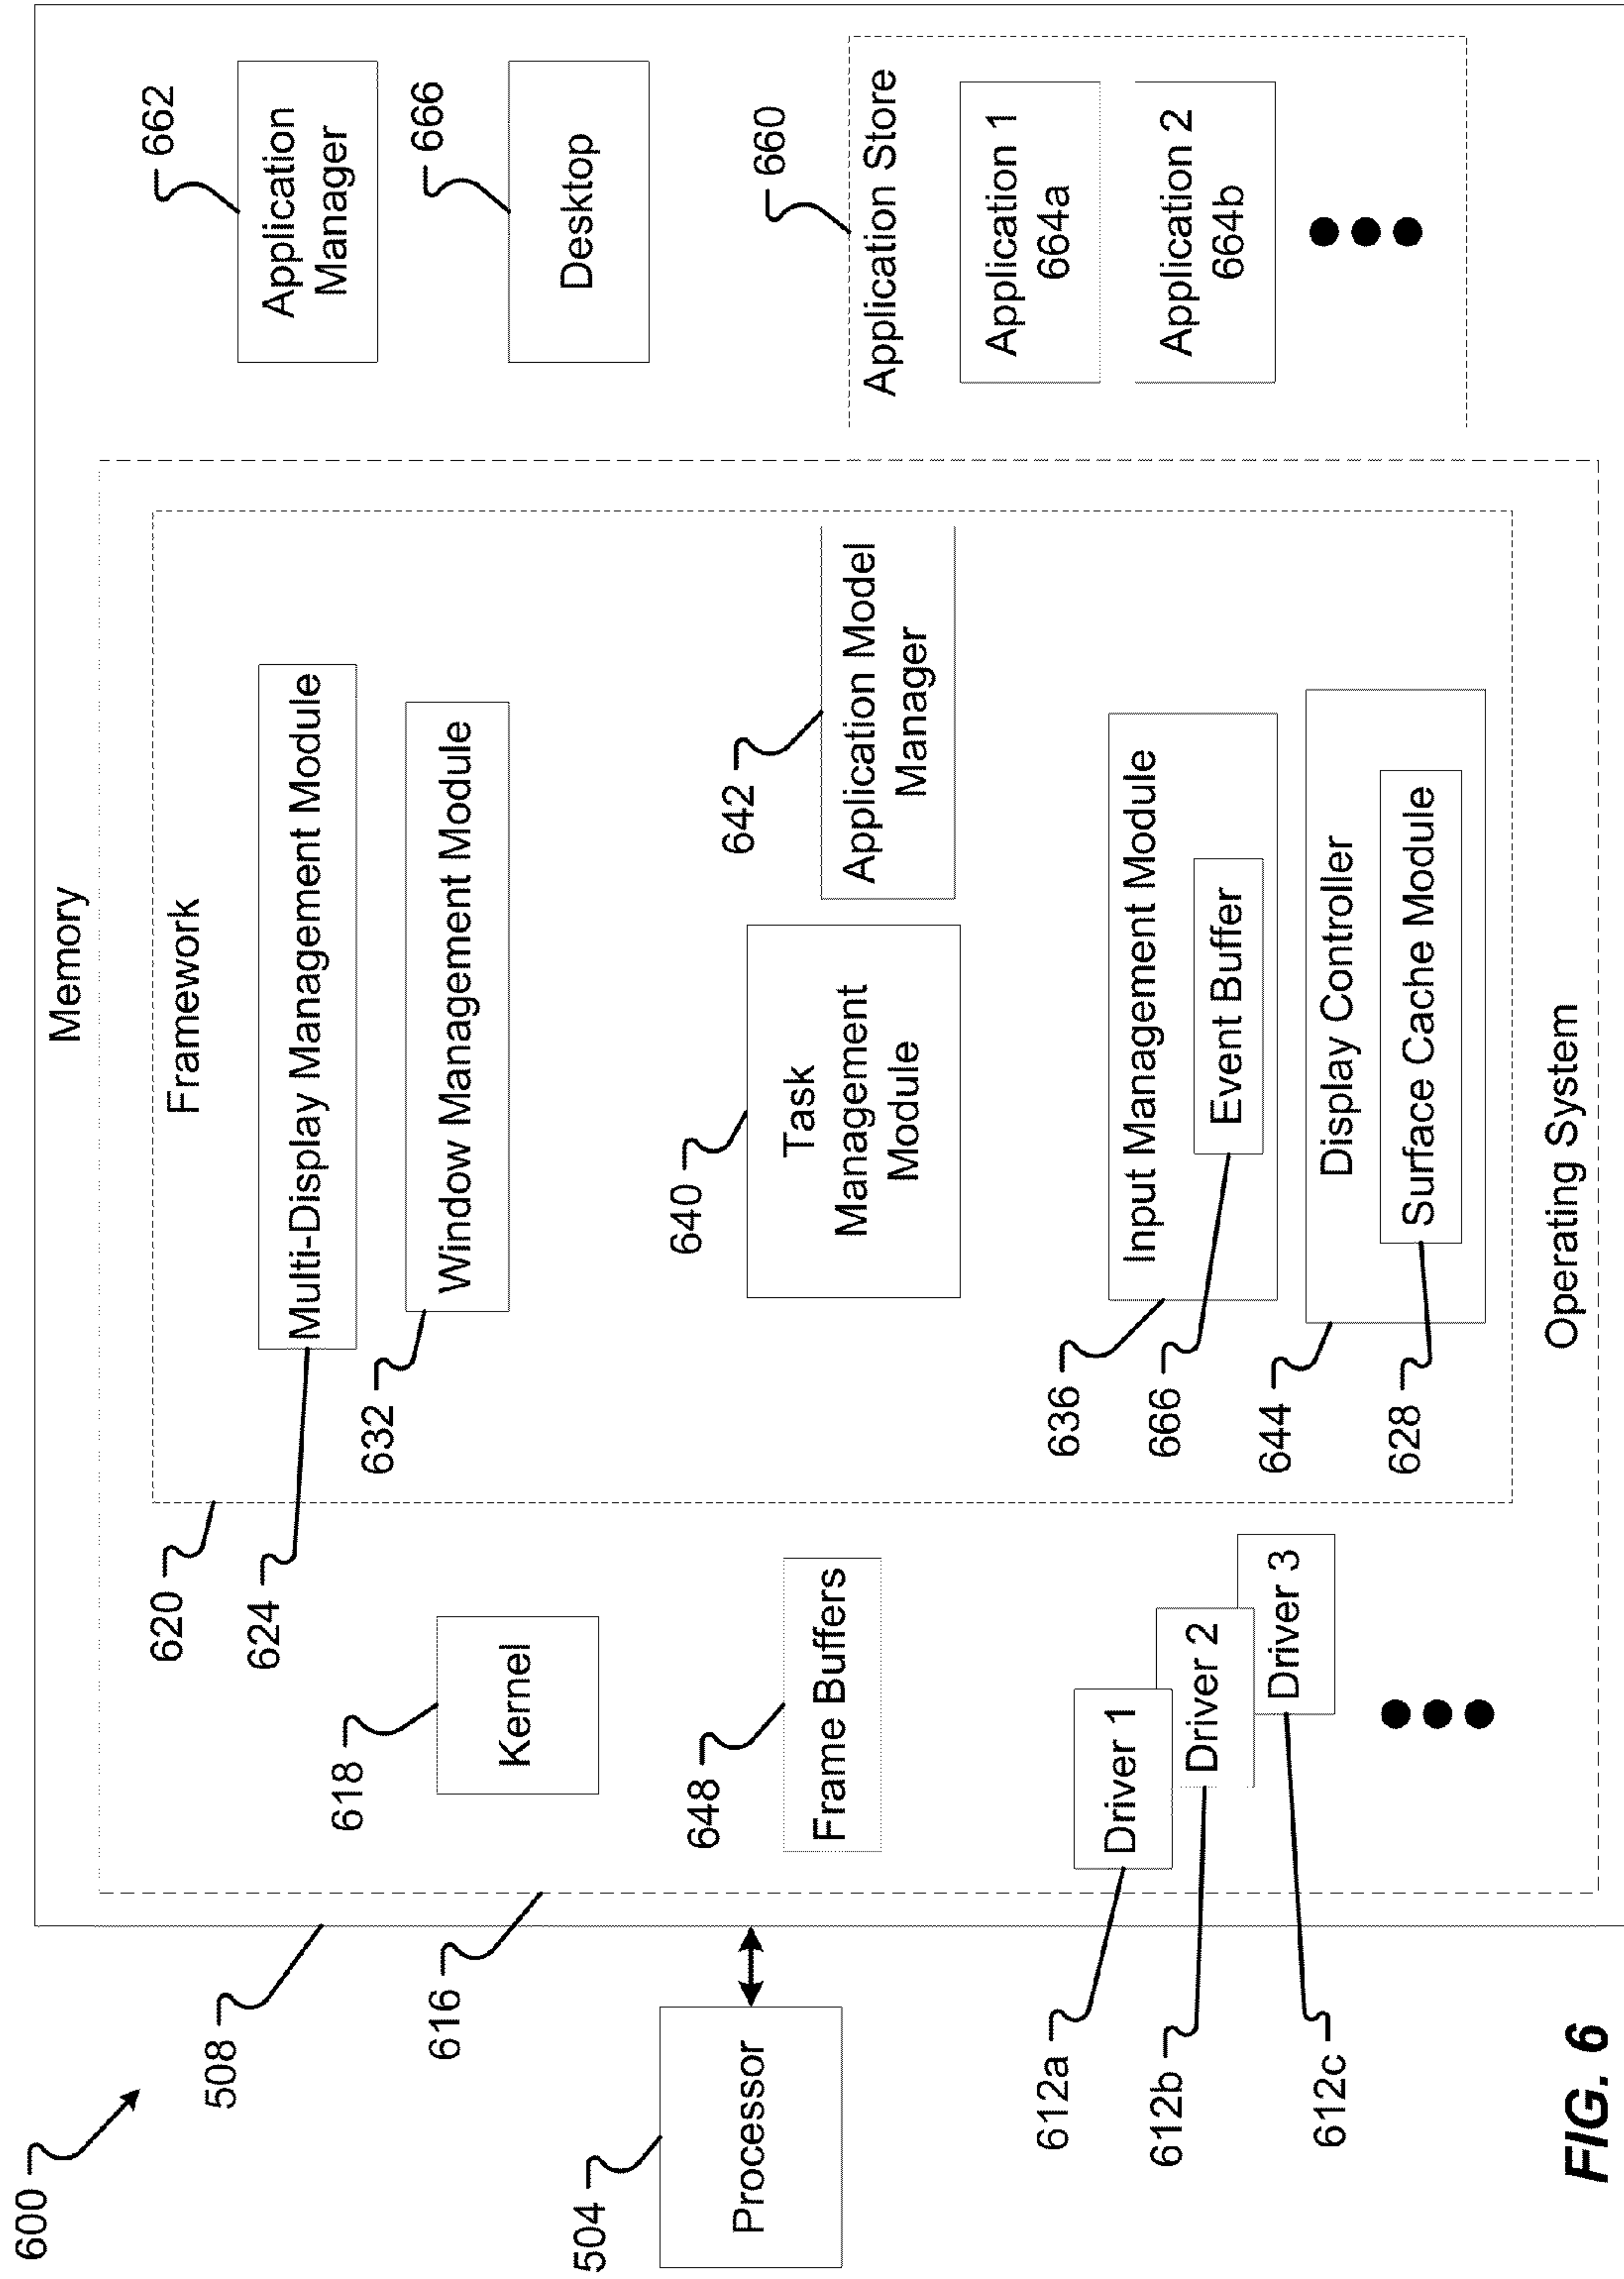 600
508
Memory
620
Framework
624
Multi-Display Management Module
662
Application
Manager
616
618
Kernel
632
Window Management Module
666
Desktop
504
Processor
648
Frame Buffers
640
Task
Management
Module
642
Application Model
Manager
660
Application Store
Application 1
664a
Application 2
664b
612a
Driver 1
612b
Driver 2
612c
Driver 3
636
Input Management Module
666
Event Buffer
644
Display Controller
628
Surface Cache Module
Operating System
FIG. 6